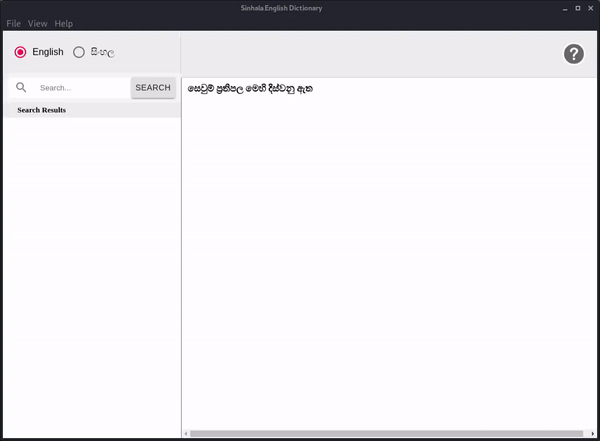 Sinhala English Dictionary
File View Help
English සිංහල
?
Search... SEARCH
Search Results
සෙවුම් ප්‍රතිපල මෙහි දිස්වනු ඇත